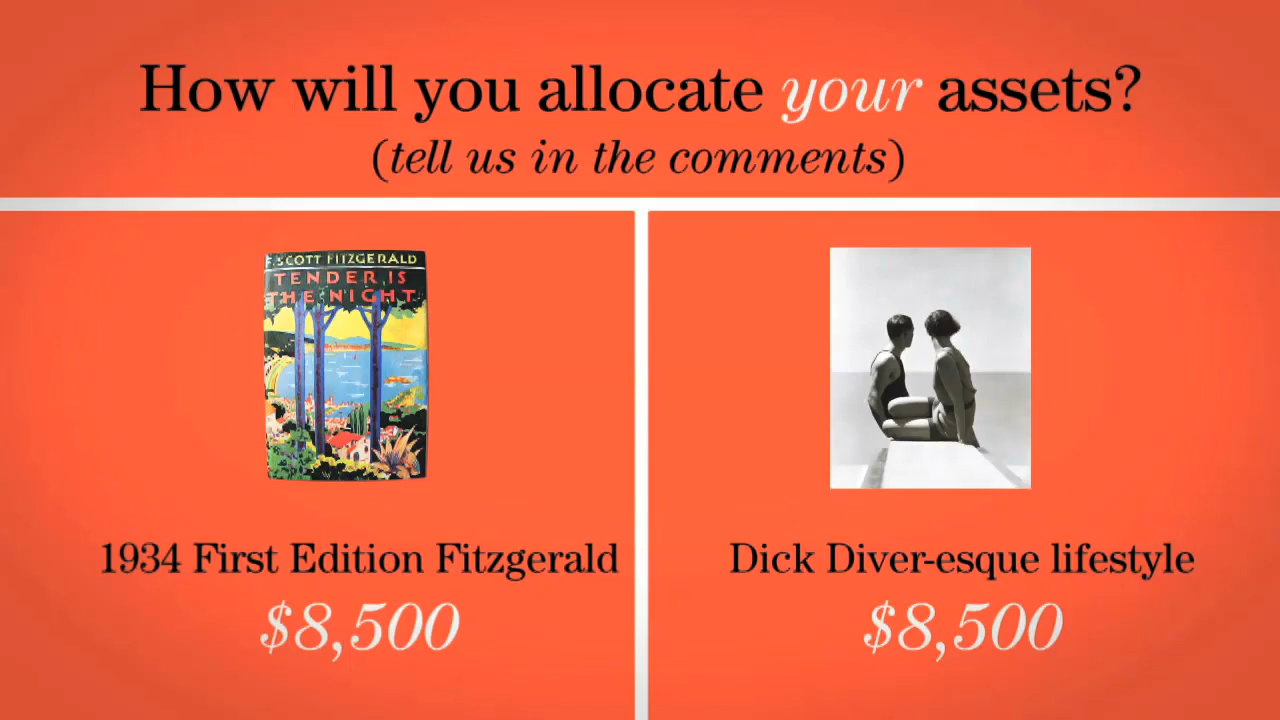 How will you allocate your assets?
(tell us in the comments)
F. SCOTT FITZGERALD
TENDER IS
THE NIGHT
1934 First Edition Fitzgerald
$8,500
Dick Diver-esque lifestyle
$8,500